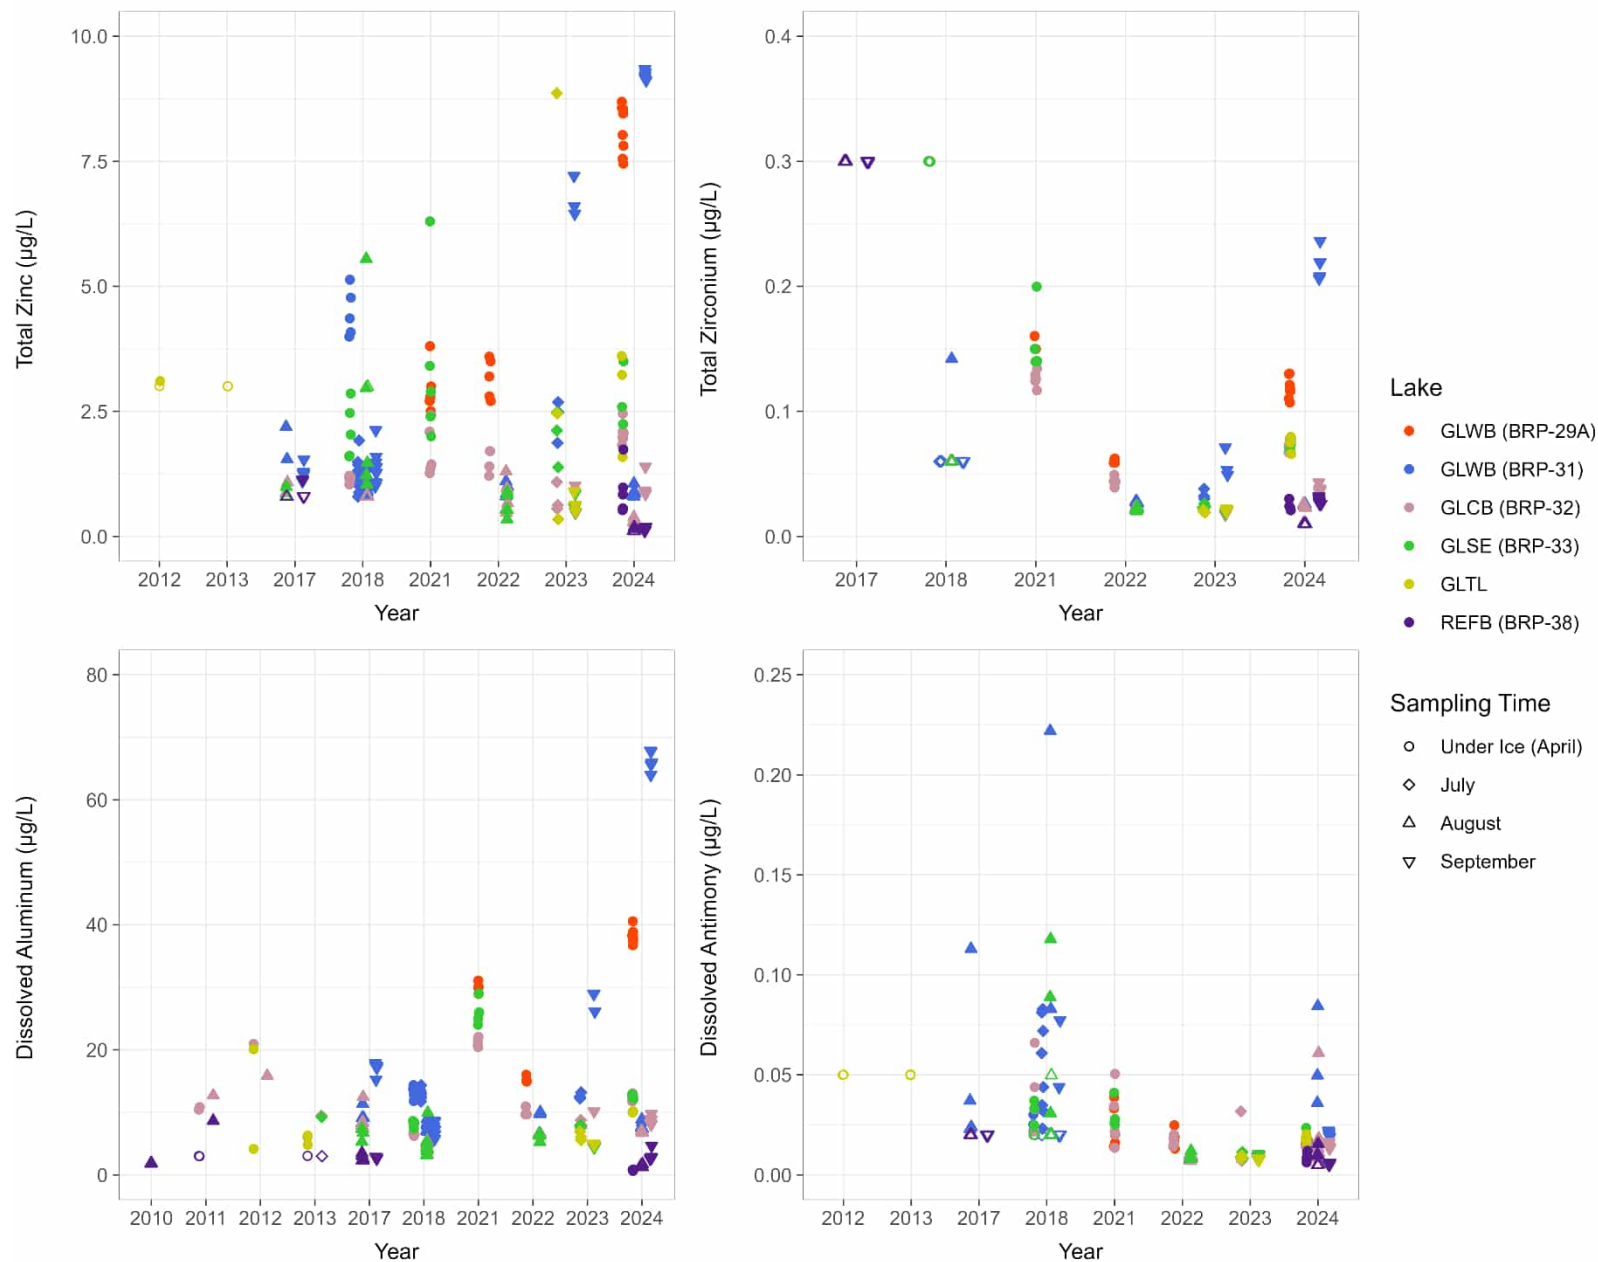 10.0
7.5
5.0
2.5
0.0
Total Zinc (µg/L)
2012 2013 2017 2018 2021 2022 2023 2024
Year
0.4
0.3
0.2
0.1
0.0
Total Zirconium (µg/L)
2017 2018 2021 2022 2023 2024
Year
80
60
40
20
0
Dissolved Aluminum (µg/L)
2010 2011 2012 2013 2017 2018 2021 2022 2023 2024
Year
0.25
0.20
0.15
0.10
0.05
0.00
Dissolved Antimony (µg/L)
2012 2013 2017 2018 2021 2022 2023 2024
Year
Lake
GLWB (BRP-29A)
GLWB (BRP-31)
GLCB (BRP-32)
GLSE (BRP-33)
GLTL
REFB (BRP-38)
Sampling Time
Under Ice (April)
July
August
September